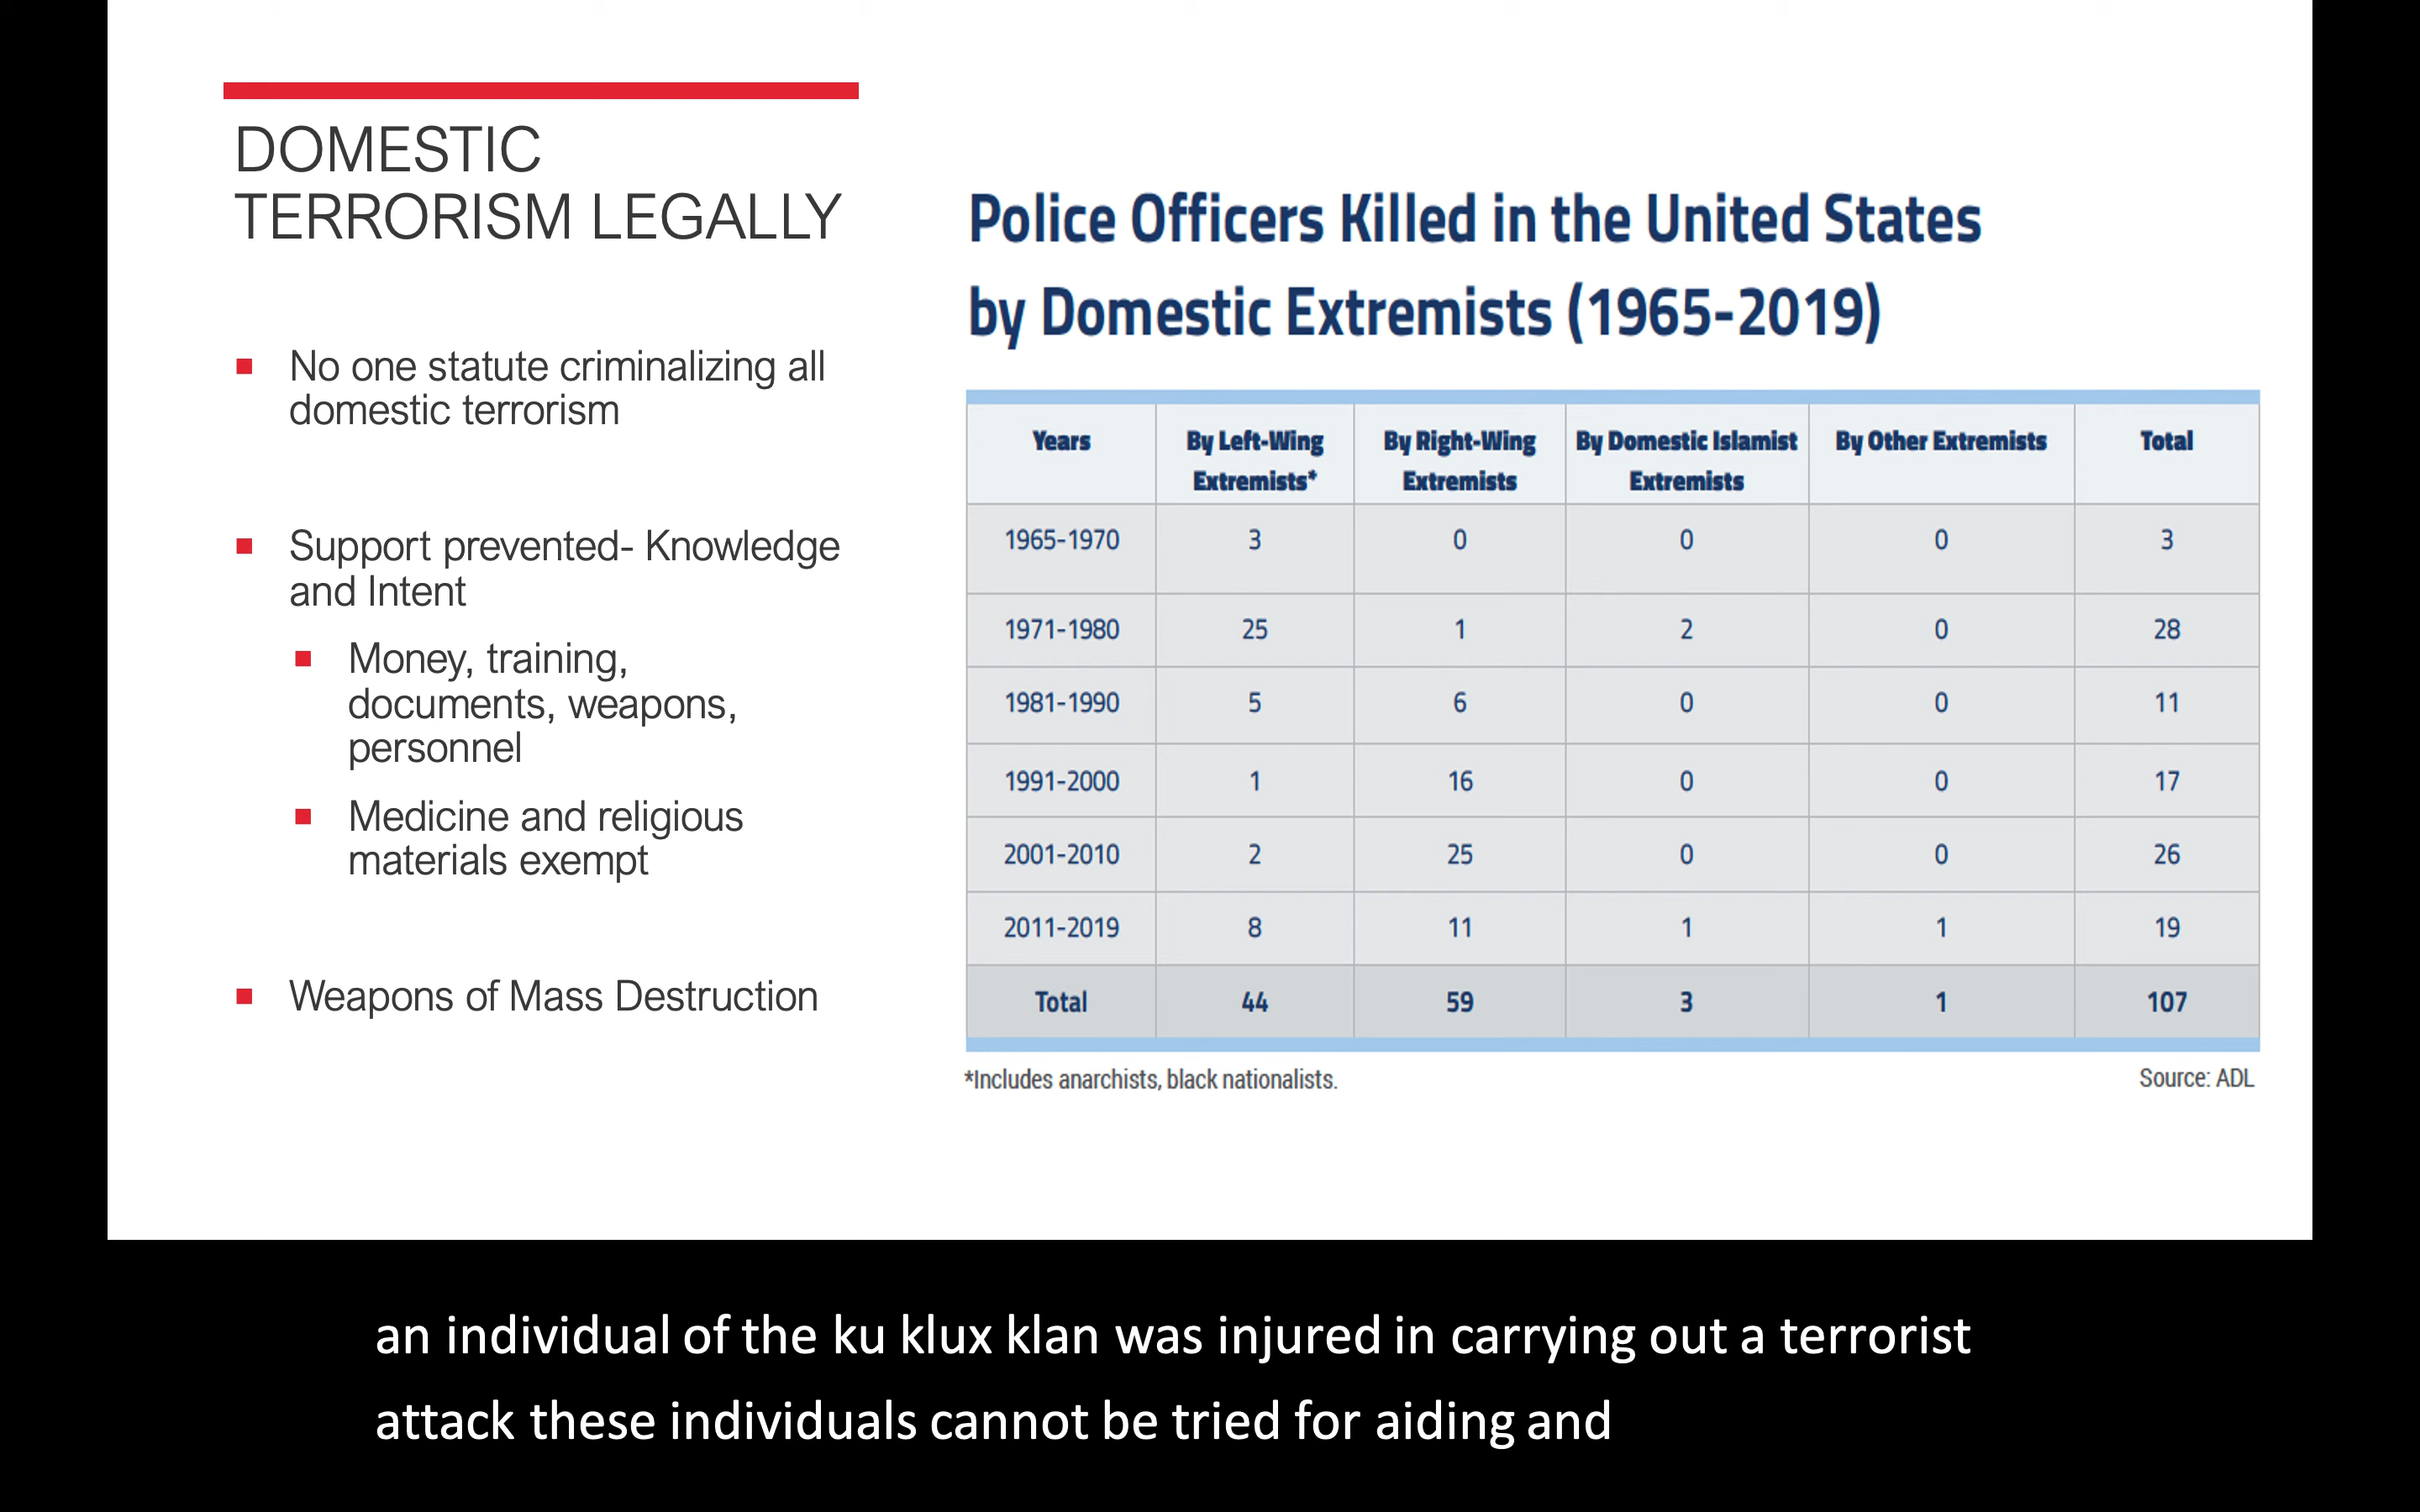 DOMESTIC
TERRORISM LEGALLY
No one statute criminalizing all
domestic terrorism
Support prevented- Knowledge
and Intent
Money, training,
documents, weapons,
personnel
Medicine and religious
materials exempt
Weapons of Mass Destruction
Police Officers Killed in the United States
by Domestic Extremists (1965-2019)
Years By Left-Wing Extremists* By Right-Wing Extremists By Domestic Islamist Extremists By Other Extremists Total
1965-1970 3 0 0 0 3
1971-1980 25 1 2 0 28
1981-1990 5 6 0 0 11
1991-2000 1 16 0 0 17
2001-2010 2 25 0 0 26
2011-2019 8 11 1 1 19
Total 44 59 3 1 107
*Includes anarchists, black nationalists. Source: ADL
an individual of the ku klux klan was injured in carrying out a terrorist
attack these individuals cannot be tried for aiding and